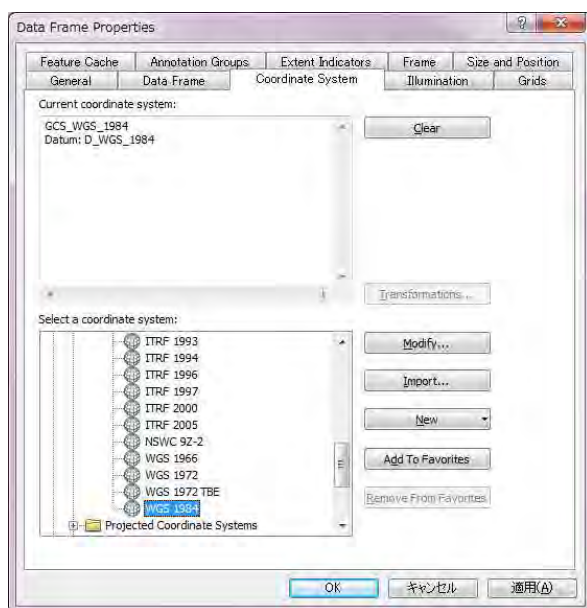 Data Frame Properties
Feature Cache Annotation Groups Extent Indicators Frame Size and Position
General Data Frame Coordinate System Illumination Grids
Current coordinate system:
GCS_WGS_1984
Datum: D_WGS_1984
Clear
Transformations...
Select a coordinate system:
ITRF 1993
ITRF 1994
ITRF 1996
ITRF 1997
ITRF 2000
ITRF 2005
NSWC 9Z-2
WGS 1966
WGS 1972
WGS 1972 TBE
WGS 1984
Projected Coordinate Systems
Modify...
Import...
New
Add To Favorites
Remove From Favorites
OK キャンセル 適用(A)